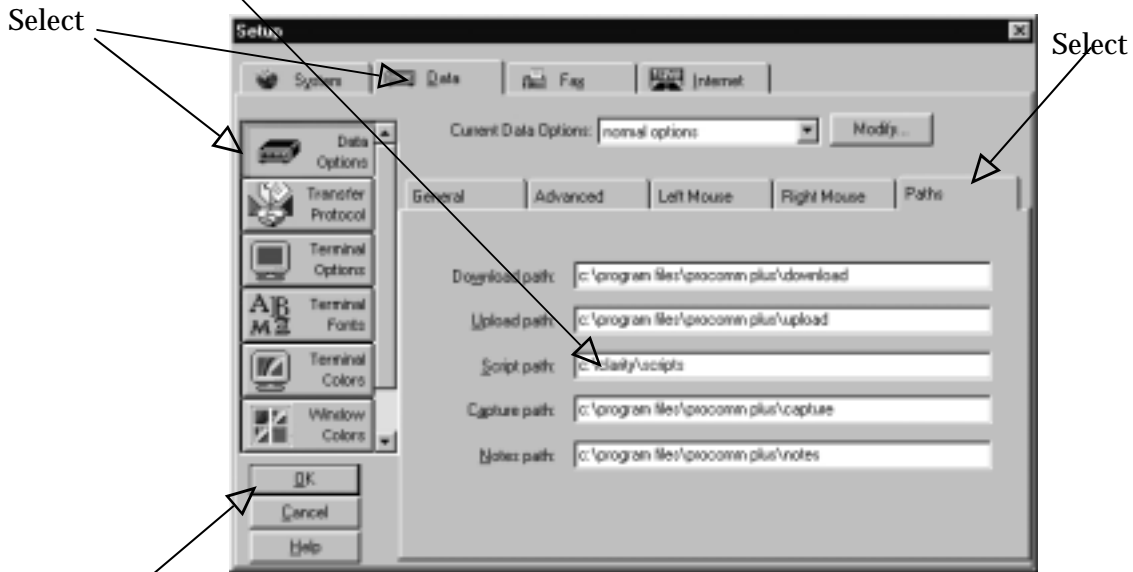 Select
Setup
Select
System Data Fax Internet
Current Data Options: normal options Modify...
Data Options
Transfer Protocol
Terminal Options
Terminal Fonts
Terminal Colors
Window Colors
General Advanced Left Mouse Right Mouse Paths
Download path: c:\program files\procomm plus\download
Upload path: c:\program files\procomm plus\upload
Script path: c:\clarity\scripts
Capture path: c:\program files\procomm plus\capture
Notes path: c:\program files\procomm plus\notes
OK
Cancel
Help